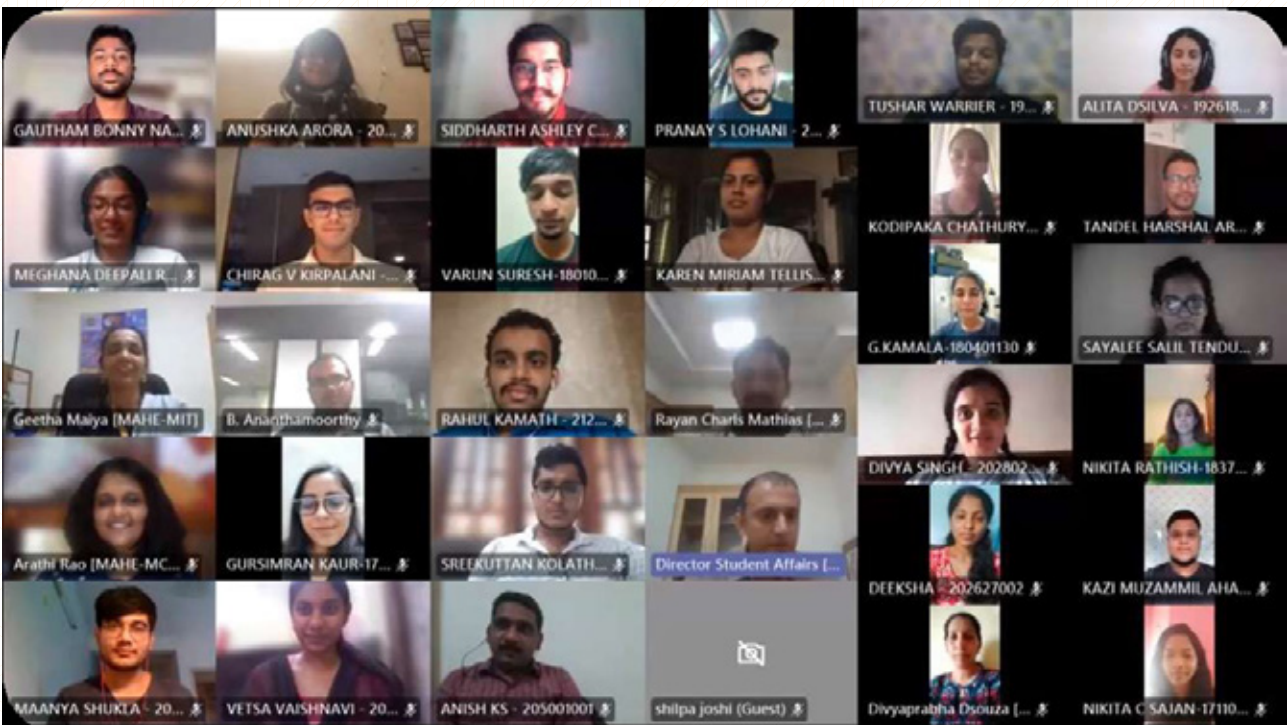 GAUTHAM BONNY NA...
ANUSHKA ARORA - 20...
SIDDHARTH ASHLEY C...
PRANAY S LOHANI - 2...
TUSHAR WARRIER - 19...
ALITA DSILVA - 192618...
KODIPAKA CHATHURY...
TANDEL HARSHAL AR...
MEGHANA DEEPALI R...
CHIRAG V KIRPALANI -...
VARUN SURESH-18010...
KAREN MIRIAM TELLIS...
G.KAMALA-180401130
SAYALEE SALIL TENDU...
Geetha Maiya [MAHE-MIT]
B. Ananthamoorthy
RAHUL KAMATH - 212...
Rayan Charls Mathias [...
DIVYA SINGH - 202802...
NIKITA RATHISH-1837...
Arathi Rao [MAHE-MC...
GURSIMRAN KAUR-17...
SREEKUTTAN KOLATH...
Director Student Affairs [...
DEEKSHA - 202627002
KAZI MUZAMMIL AHA...
MAANYA SHUKLA - 20...
VETSA VAISHNAVI - 20...
ANISH KS - 205001001
shilpa joshi (Guest)
Divyaprabha Dsouza [...
NIKITA C SAJAN-17110...